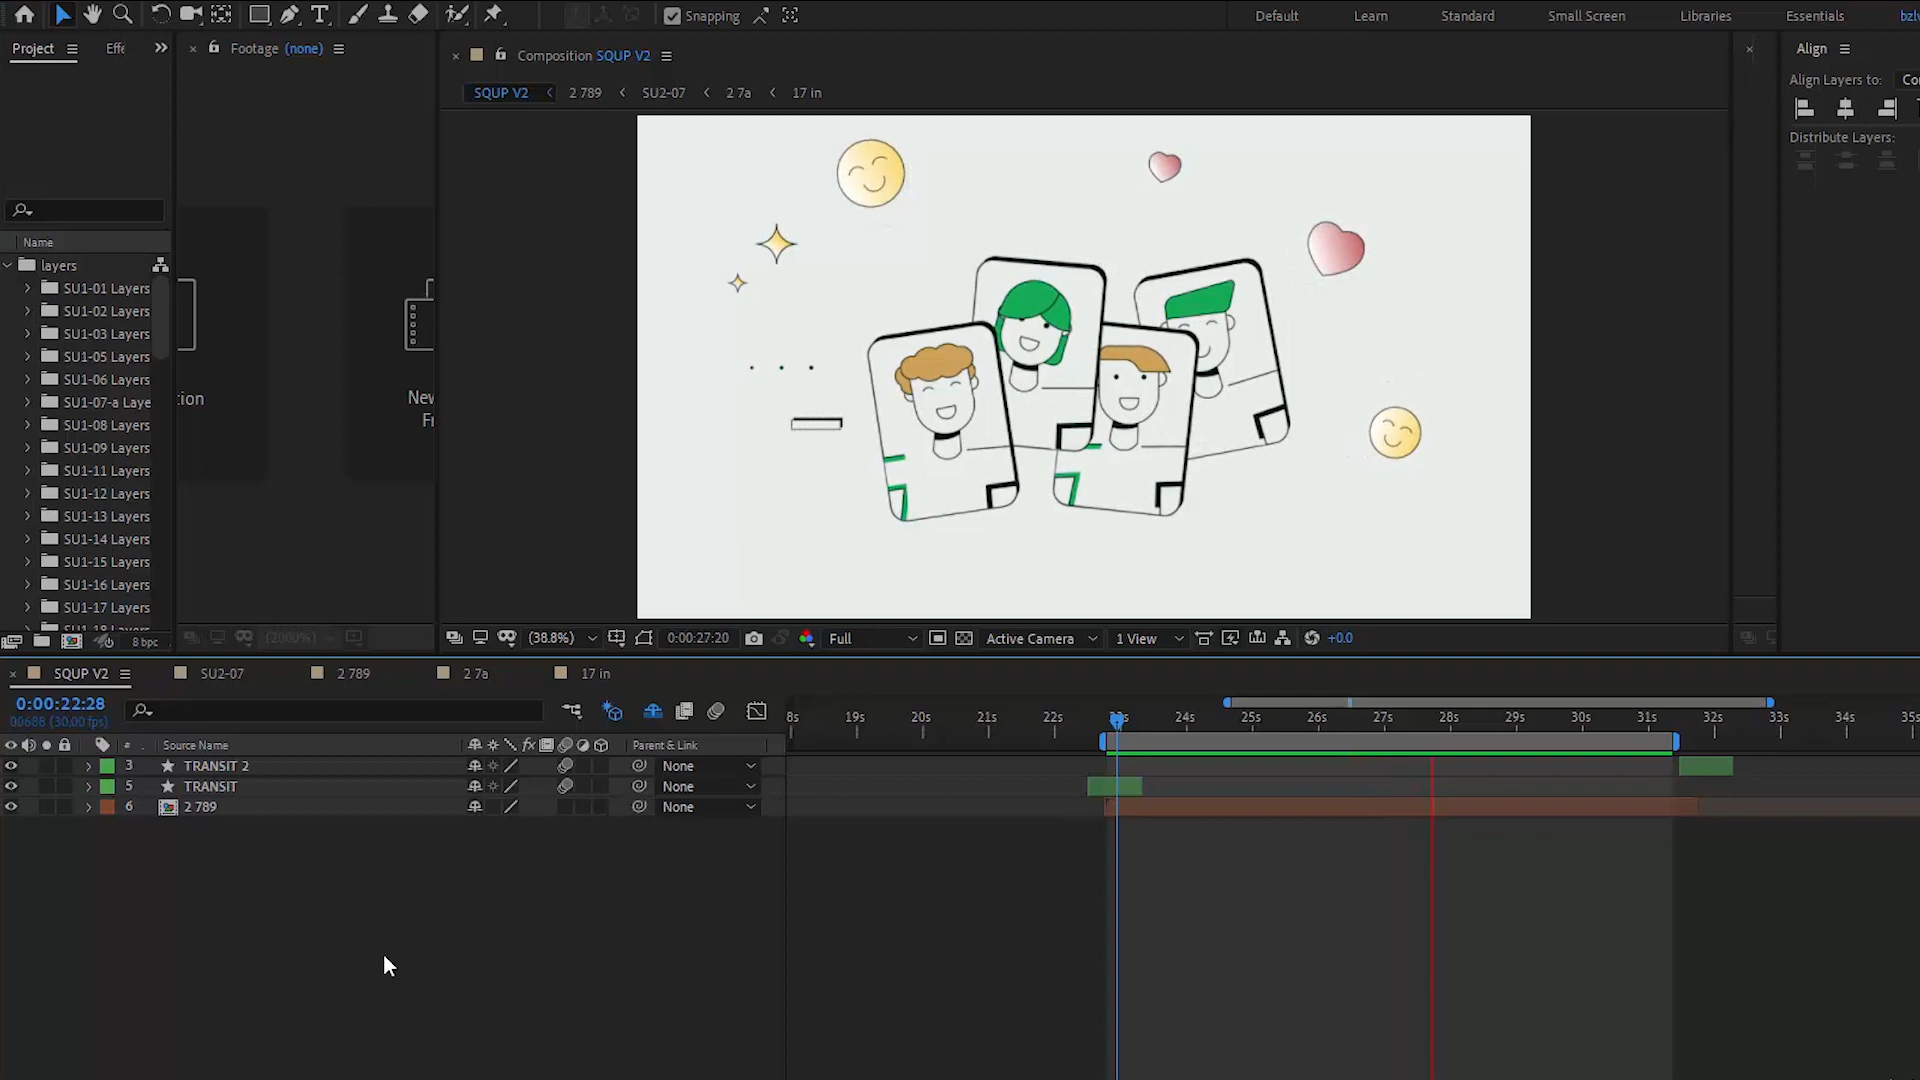 Snapping
Default
Learn
Standard
Small Screen
Libraries
Essentials
Project
Footage (none)
Composition SQUP V2
Align
SQUP V2
2 789
SU2-07
2 7a
17 in
Align Layers to:
Distribute Layers:
Name
layers
SU1-01 Layers
SU1-02 Layers
SU1-03 Layers
SU1-05 Layers
SU1-06 Layers
SU1-07-a Laye
SU1-08 Layers
SU1-09 Layers
SU1-11 Layers
SU1-12 Layers
SU1-13 Layers
SU1-14 Layers
SU1-15 Layers
SU1-16 Layers
SU1-17 Layers
8 bpc
(2000%)
(38.8%)
0:00:27:20
Full
Active Camera
1 View
+0.0
SQUP V2
SU2-07
2 789
2 7a
17 in
0:00:22:28
00688 (30.00 fps)
8s 19s 20s 21s 22s 24s 25s 26s 27s 28s 29s 30s 31s 32s 33s 34s 35s
# Source Name fx Parent & Link
3 TRANSIT 2 None
5 TRANSIT None
6 2 789 None